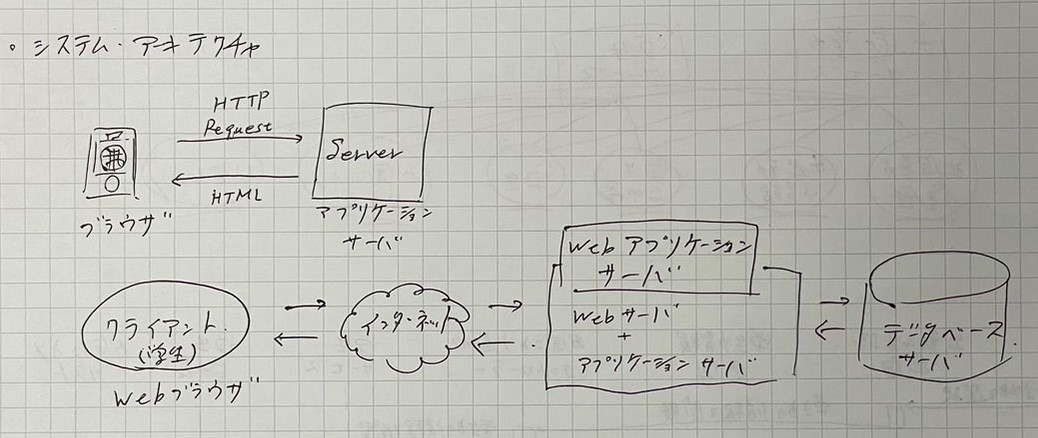 ・システム・アーキテクチャ
HTTP
Request
Server
HTML
ブラウザ
アプリケーション
サーバ
Web アプリケーション
サーバ
クライアント
(学生)
Webブラウザ
インターネット
Webサーバ
+
アプリケーション サーバ
データベース
サーバ